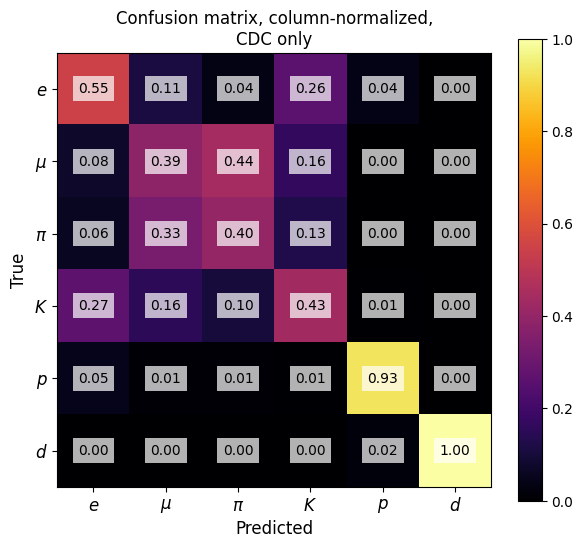 Confusion matrix, column-normalized,
CDC only
1.0
e 0.55 0.11 0.04 0.26 0.04 0.00
0.8
μ 0.08 0.39 0.44 0.16 0.00 0.00
0.6
π 0.06 0.33 0.40 0.13 0.00 0.00
True
K 0.27 0.16 0.10 0.43 0.01 0.00
0.4
p 0.05 0.01 0.01 0.01 0.93 0.00
0.2
d 0.00 0.00 0.00 0.00 0.02 1.00
0.0
e μ π K p d
Predicted